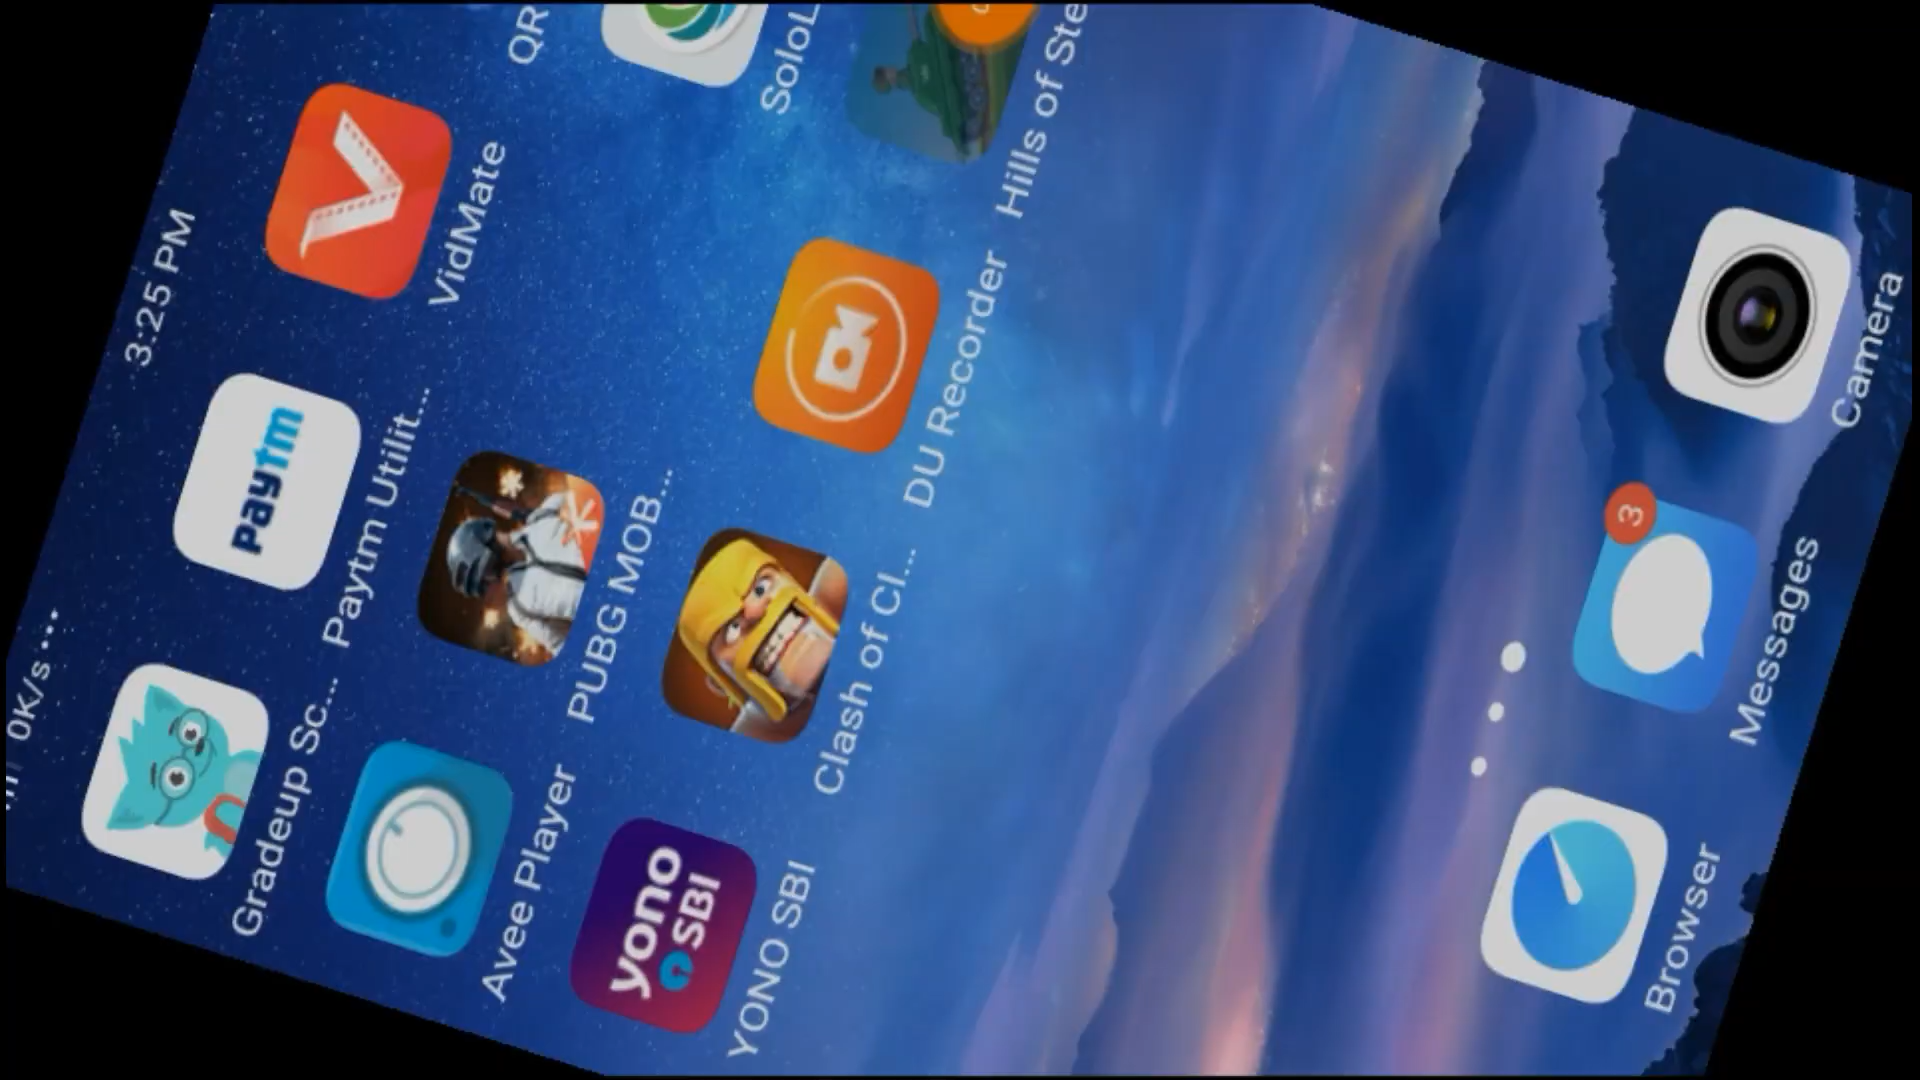 0K/s ... 3:25 PM
paytm
V
Gradeup Sc... Paytm Utilit... VidMate QR
Avee Player PUBG MOB... SoloL
yono
SBI
YONO SBI Clash of Cl... DU Recorder Hills of Ste
3
Browser Messages Camera